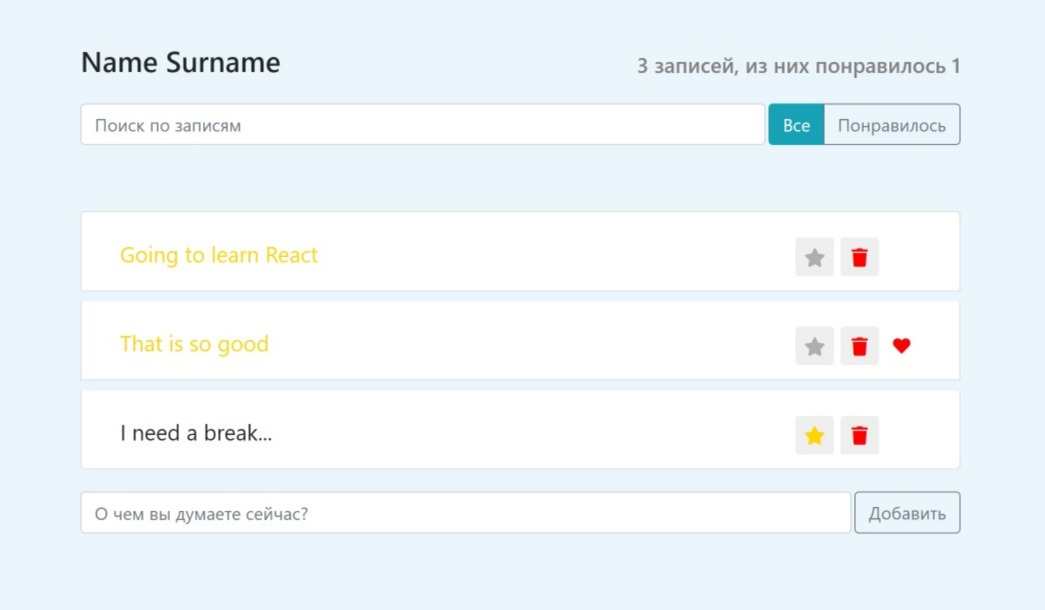 Name Surname
3 записей, из них понравилось 1
Поиск по записям
Все
Понравилось
Going to learn React
That is so good
I need a break...
О чем вы думаете сейчас?
Добавить